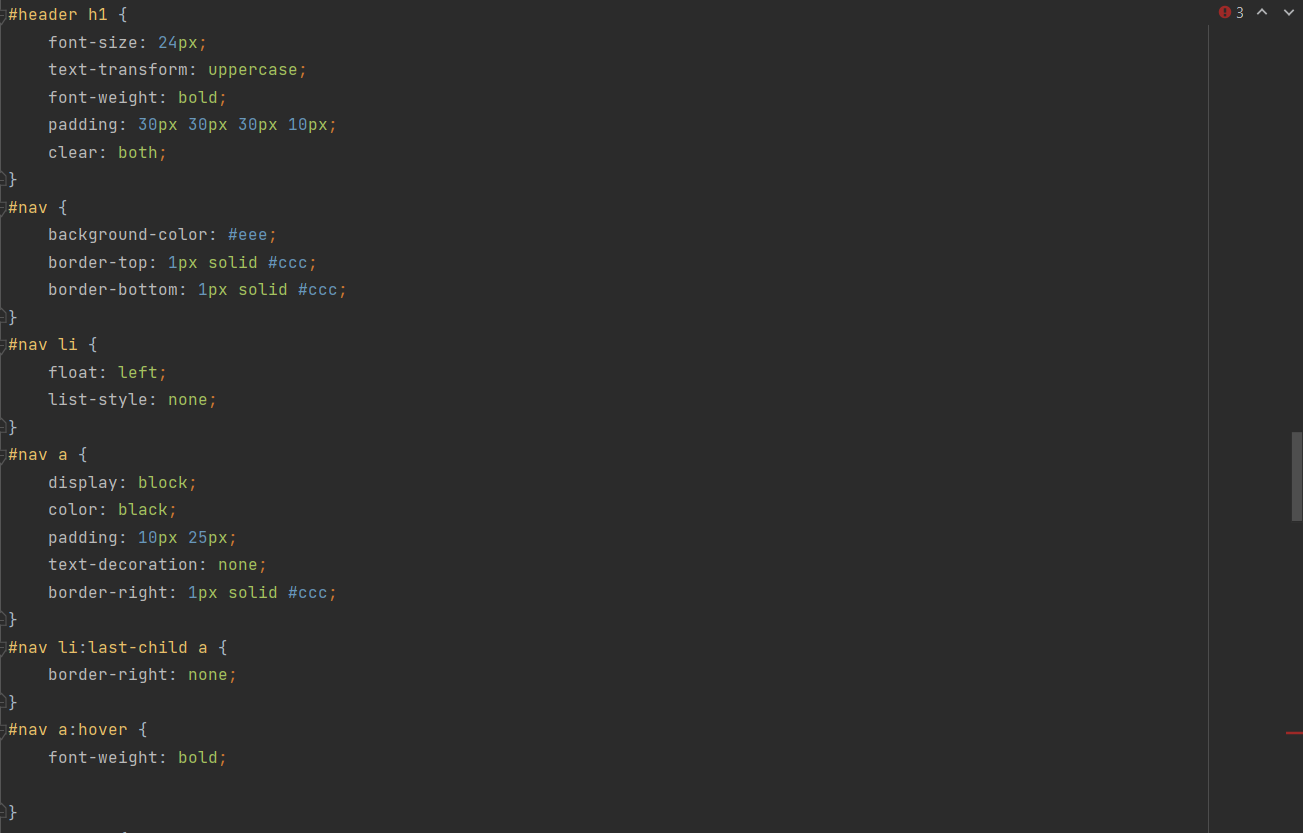 #header h1 {
    font-size: 24px;
    text-transform: uppercase;
    font-weight: bold;
    padding: 30px 30px 30px 10px;
    clear: both;
}
#nav {
    background-color: #eee;
    border-top: 1px solid #ccc;
    border-bottom: 1px solid #ccc;
}
#nav li {
    float: left;
    list-style: none;
}
#nav a {
    display: block;
    color: black;
    padding: 10px 25px;
    text-decoration: none;
    border-right: 1px solid #ccc;
}
#nav li:last-child a {
    border-right: none;
}
#nav a:hover {
    font-weight: bold;

}
3